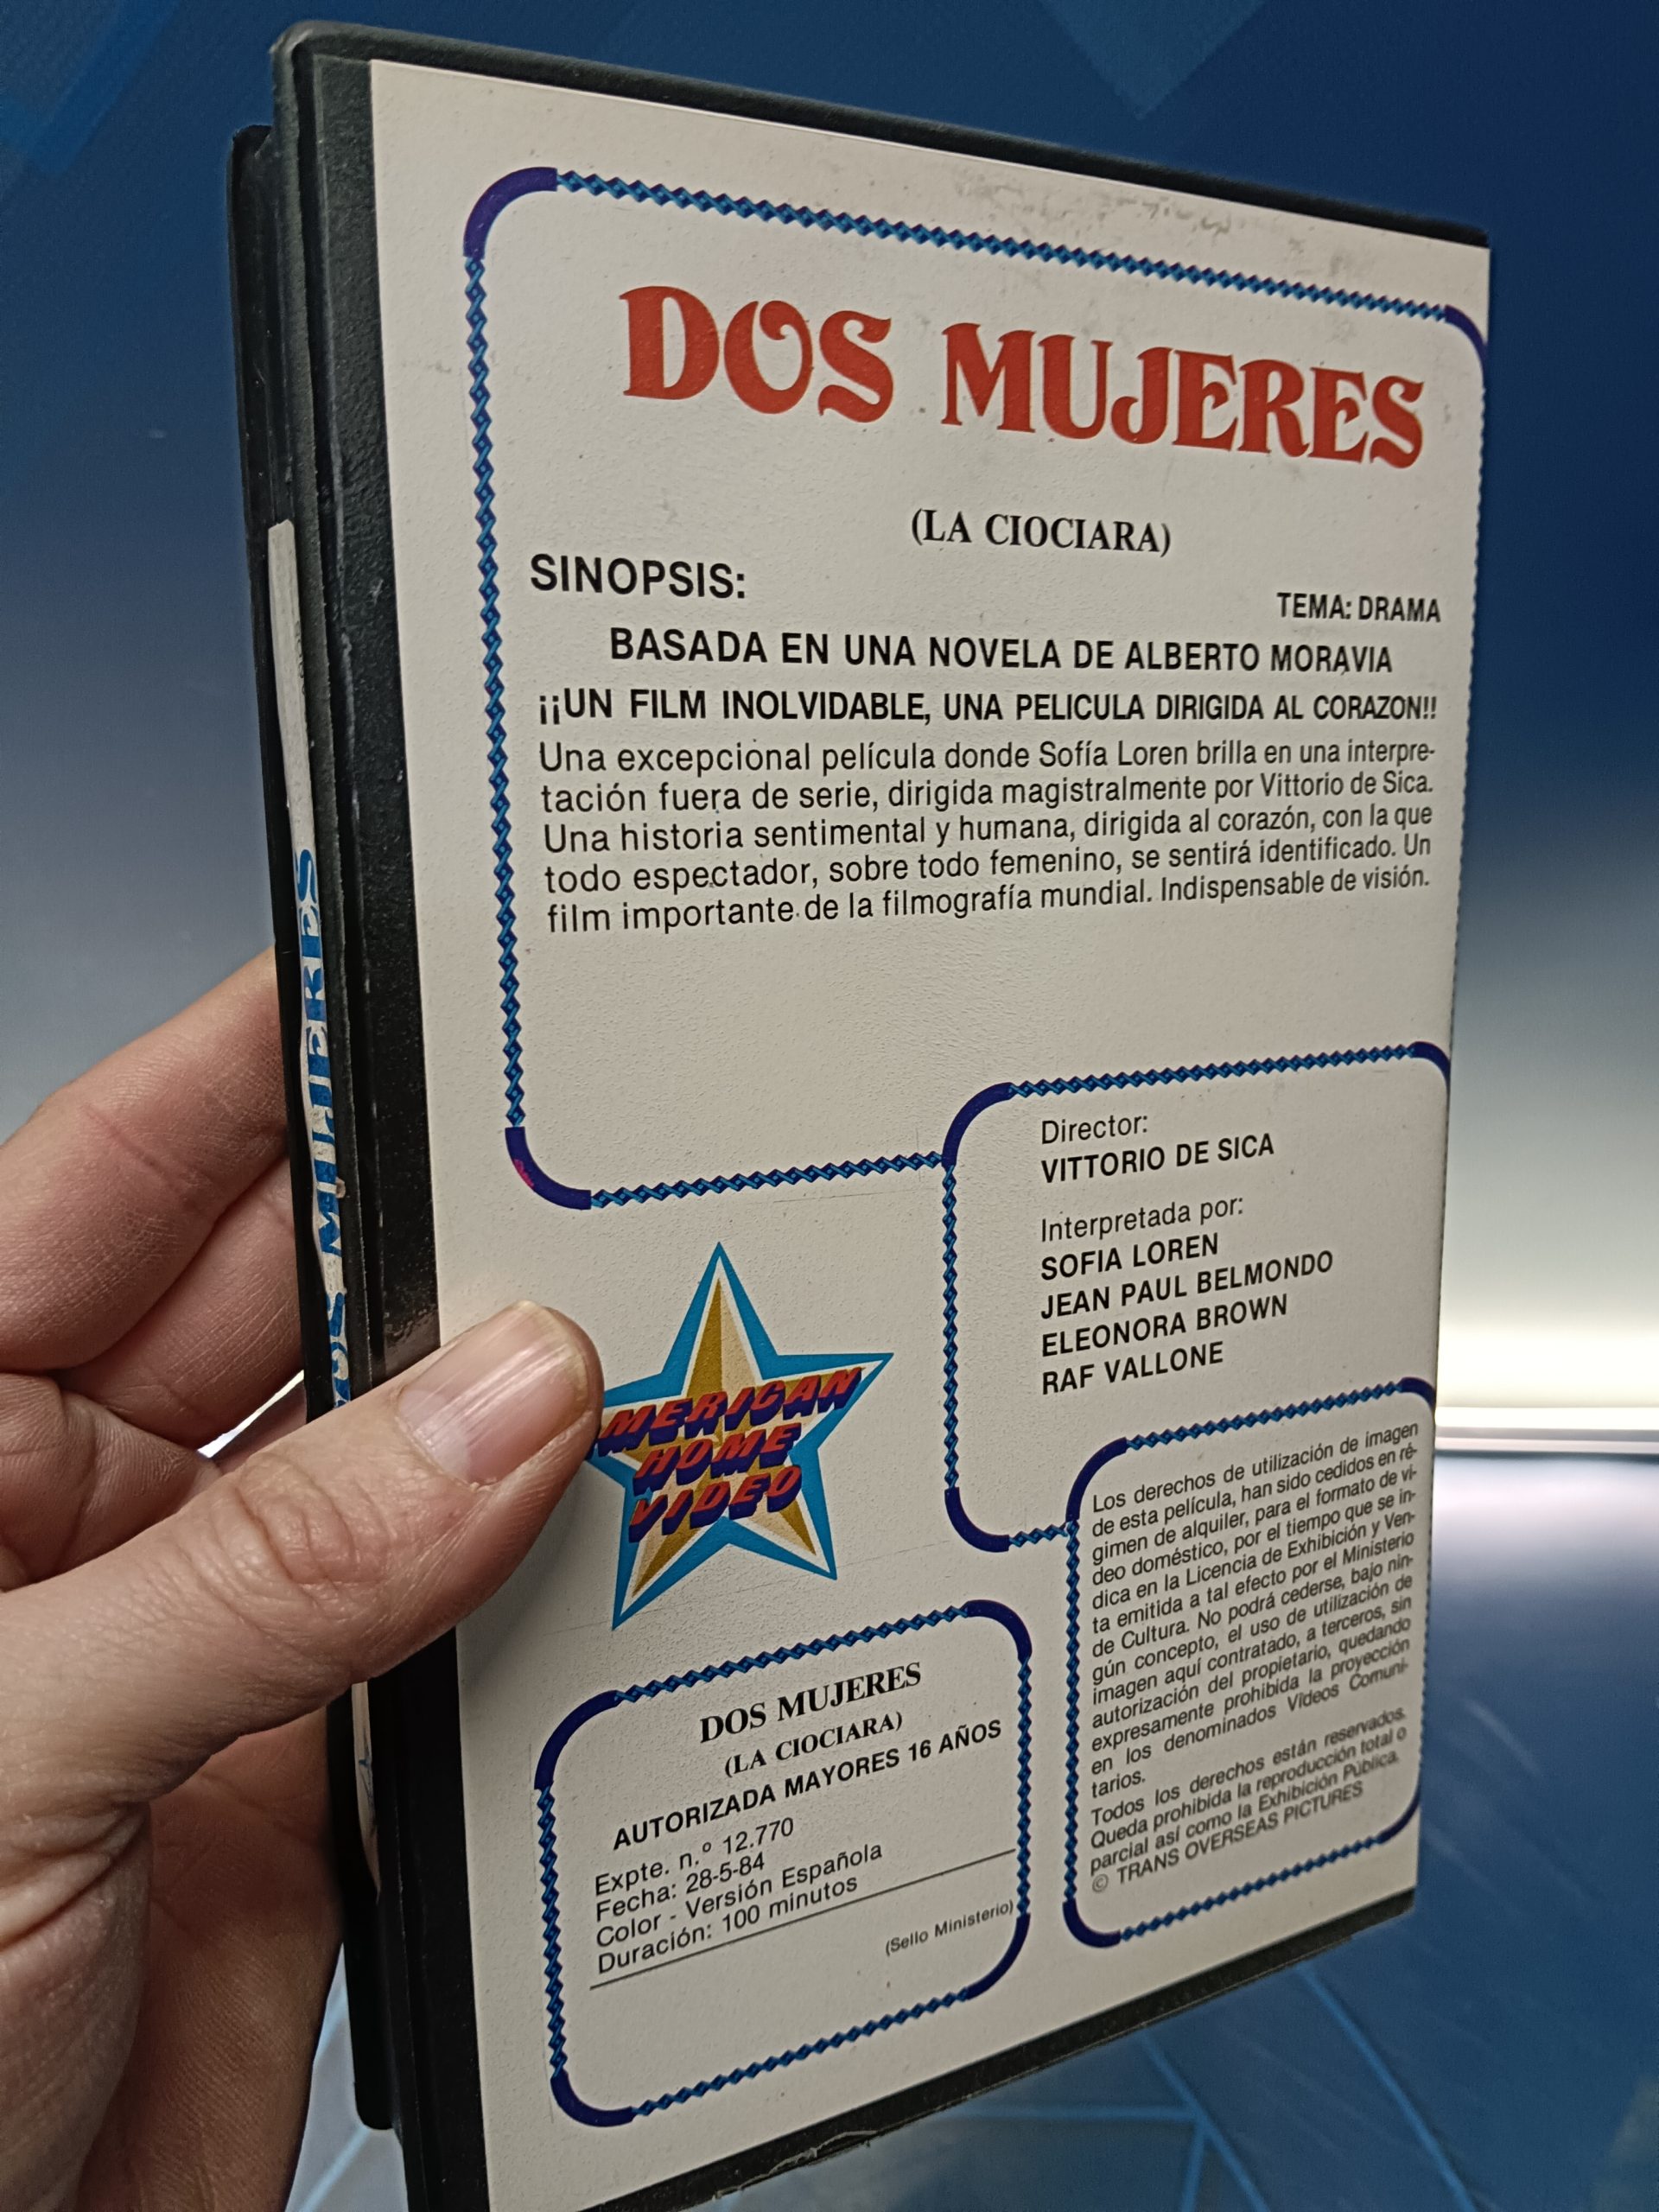 DOS MUJERES
(LA CIOCIARA)
SINOPSIS:
TEMA: DRAMA
BASADA EN UNA NOVELA DE ALBERTO MORAVIA
¡¡UN FILM INOLVIDABLE, UNA PELICULA DIRIGIDA AL CORAZON!!
Una excepcional película donde Sofía Loren brilla en una interpre-
tación fuera de serie, dirigida magistralmente por Vittorio de Sica.
Una historia sentimental y humana, dirigida al corazón, con la que
todo espectador, sobre todo femenino, se sentirá identificado. Un
film importante de la filmografía mundial. Indispensable de visión.
Director:
VITTORIO DE SICA
Interpretada por:
SOFIA LOREN
JEAN PAUL BELMONDO
ELEONORA BROWN
RAF VALLONE
MERICAN
HOME
VIDEO
Los derechos de utilización de imagen
de esta película, han sido cedidos en ré-
gimen de alquiler, para el formato de ví-
deo doméstico, por el tiempo que se in-
dica en la Licencia de Exhibición y Ven-
ta emitida a tal efecto por el Ministerio
de Cultura. No podrá cederse, bajo nin-
gún concepto, el uso de utilización de
imagen aquí contratado, a terceros, sin
autorización del propietario, quedando
expresamente prohibida la proyección
en los denominados Vídeos Comuni-
tarios.
Todos los derechos están reservados.
Queda prohibida la reproducción total o
parcial así como la Exhibición Pública.
© TRANS OVERSEAS PICTURES
DOS MUJERES
(LA CIOCIARA)
AUTORIZADA MAYORES 16 AÑOS
Expte. n.º 12.770
Fecha: 28-5-84
Color - Versión Española
Duración: 100 minutos
(Sello Ministerio)
DOS MUJERES